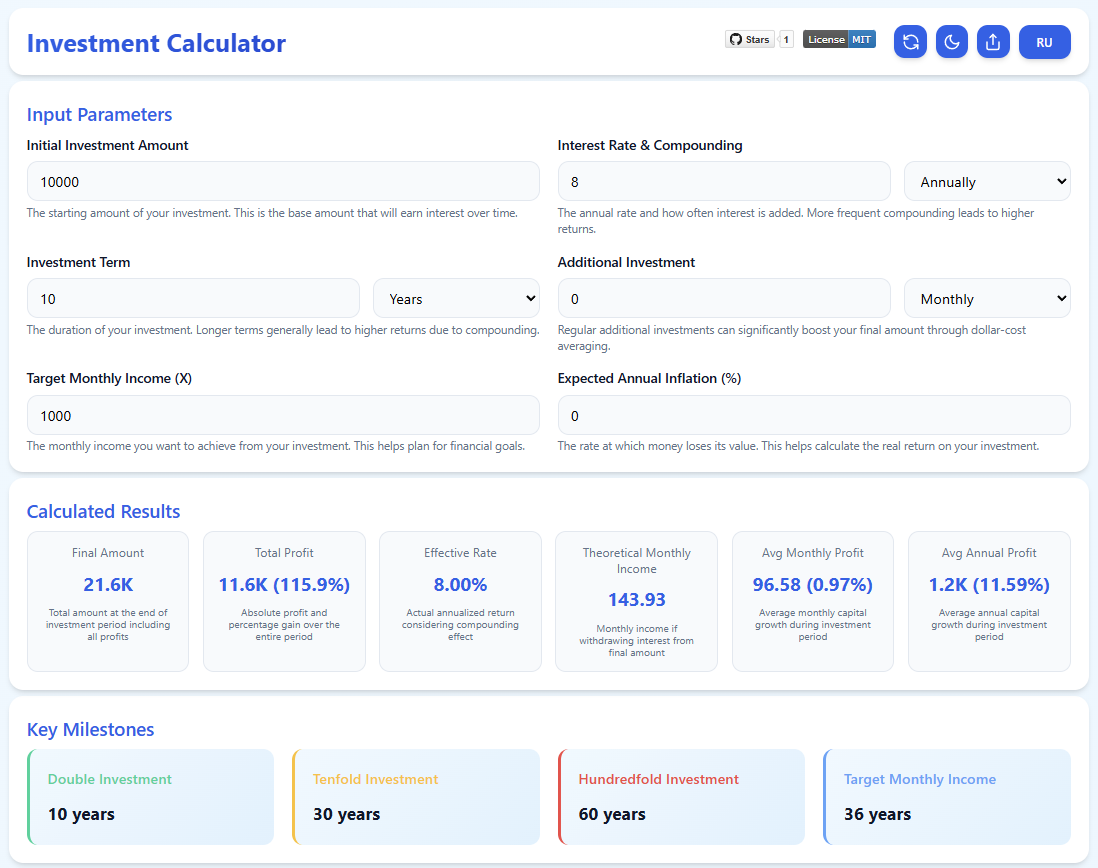 Investment Calculator
Stars 1
License MIT
RU
Input Parameters
Initial Investment Amount
10000
The starting amount of your investment. This is the base amount that will earn interest over time.
Interest Rate & Compounding
8 Annually
The annual rate and how often interest is added. More frequent compounding leads to higher
returns.
Investment Term
10 Years
The duration of your investment. Longer terms generally lead to higher returns due to compounding.
Additional Investment
0 Monthly
Regular additional investments can significantly boost your final amount through dollar-cost
averaging.
Target Monthly Income (X)
1000
The monthly income you want to achieve from your investment. This helps plan for financial goals.
Expected Annual Inflation (%)
0
The rate at which money loses its value. This helps calculate the real return on your investment.
Calculated Results
Final Amount
21.6K
Total amount at the end of
investment period including
all profits
Total Profit
11.6K (115.9%)
Absolute profit and
percentage gain over the
entire period
Effective Rate
8.00%
Actual annualized return
considering compounding
effect
Theoretical Monthly
Income
143.93
Monthly income if
withdrawing interest from
final amount
Avg Monthly Profit
96.58 (0.97%)
Average monthly capital
growth during investment
period
Avg Annual Profit
1.2K (11.59%)
Average annual capital
growth during investment
period
Key Milestones
Double Investment
10 years
Tenfold Investment
30 years
Hundredfold Investment
60 years
Target Monthly Income
36 years